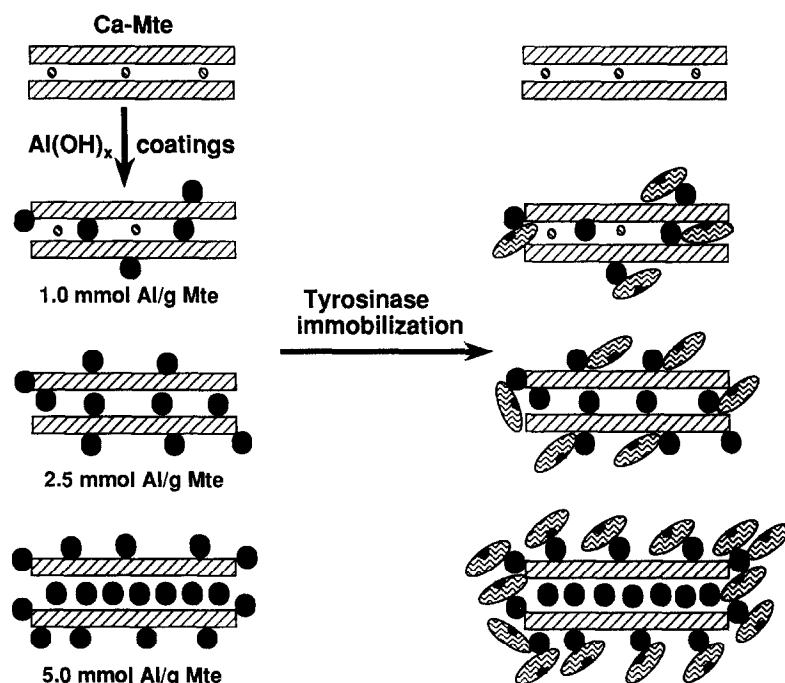 Ca-Mte
Al(OH)x coatings
1.0 mmol Al/g Mte
Tyrosinase
immobilization
2.5 mmol Al/g Mte
5.0 mmol Al/g Mte